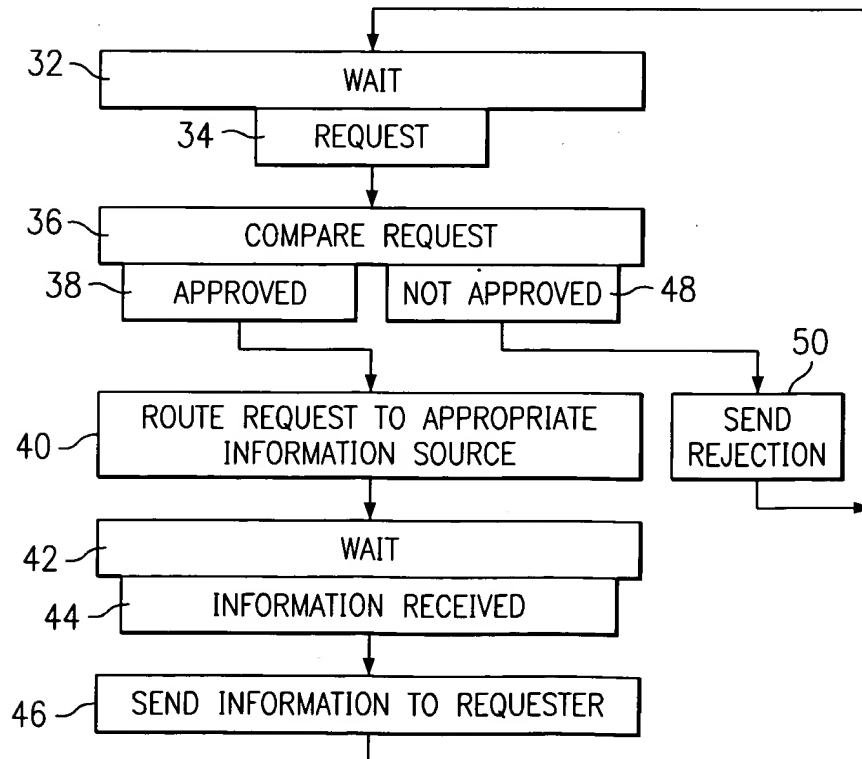 32
WAIT
34
REQUEST
36
COMPARE REQUEST
38
APPROVED
NOT APPROVED
48
50
40
ROUTE REQUEST TO APPROPRIATE
INFORMATION SOURCE
SEND
REJECTION
42
WAIT
44
INFORMATION RECEIVED
46
SEND INFORMATION TO REQUESTER